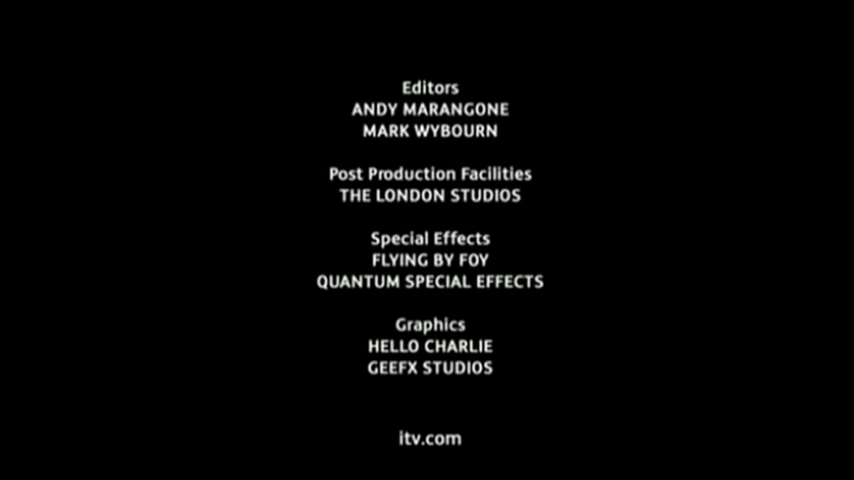 Editors
ANDY MARANGONE
MARK WYBOURN
Post Production Facilities
THE LONDON STUDIOS
Special Effects
FLYING BY FOY
QUANTUM SPECIAL EFFECTS
Graphics
HELLO CHARLIE
GEEFX STUDIOS
itv.com